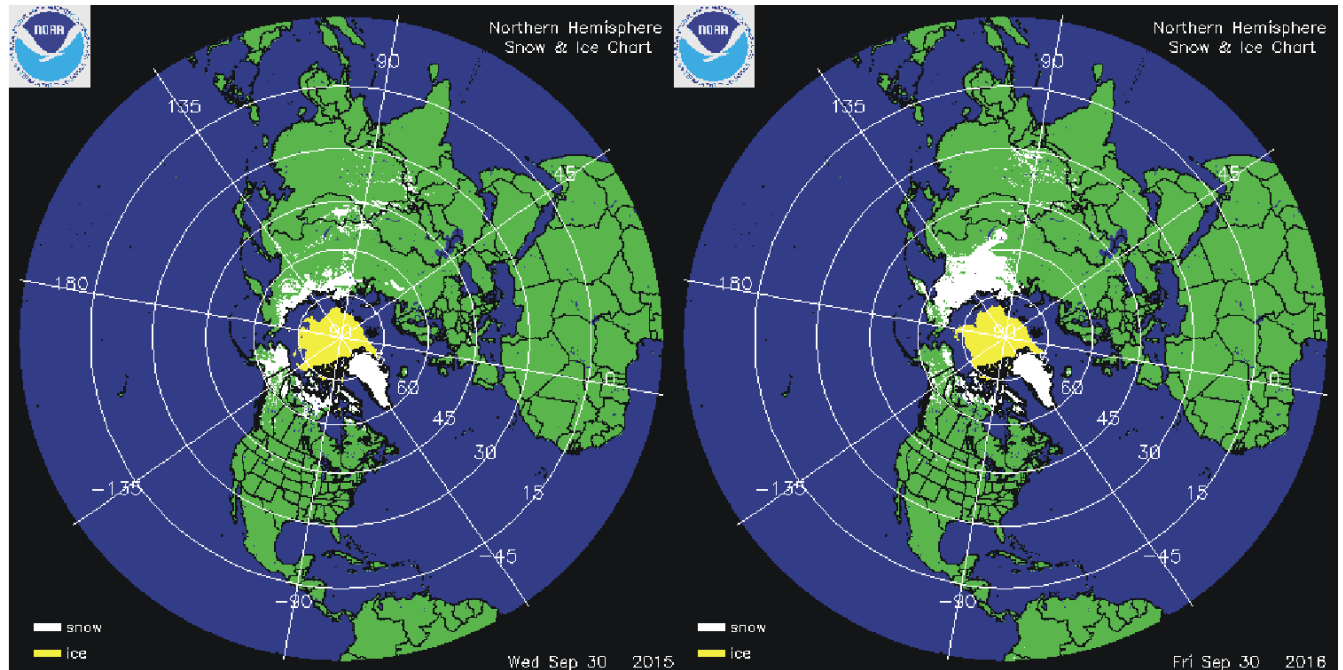 NOAA
Northern Hemisphere
Snow & Ice Chart
90
135
45
180
90
0
60
45
30
15
-135
-45
-90
snow
ice
Wed Sep 30 2015
NOAA
Northern Hemisphere
Snow & Ice Chart
90
135
45
180
90
0
60
45
30
15
-135
-45
-90
snow
ice
Fri Sep 30 2016